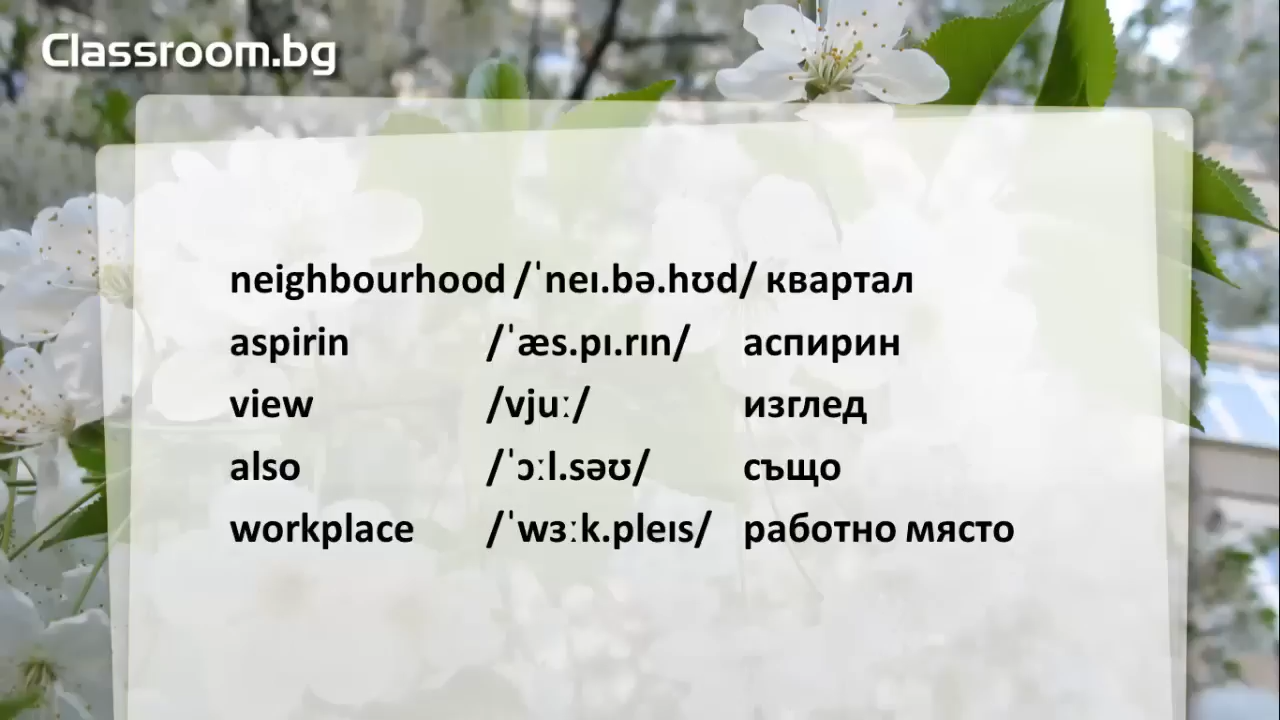 Classroom.bg
neighbourhood /ˈneɪ.bə.hʊd/ квартал
aspirin /ˈæs.pɪ.rɪn/ аспирин
view /vjuː/ изглед
also /ˈɔːl.səʊ/ също
workplace /ˈwɜːk.pleɪs/ работно място